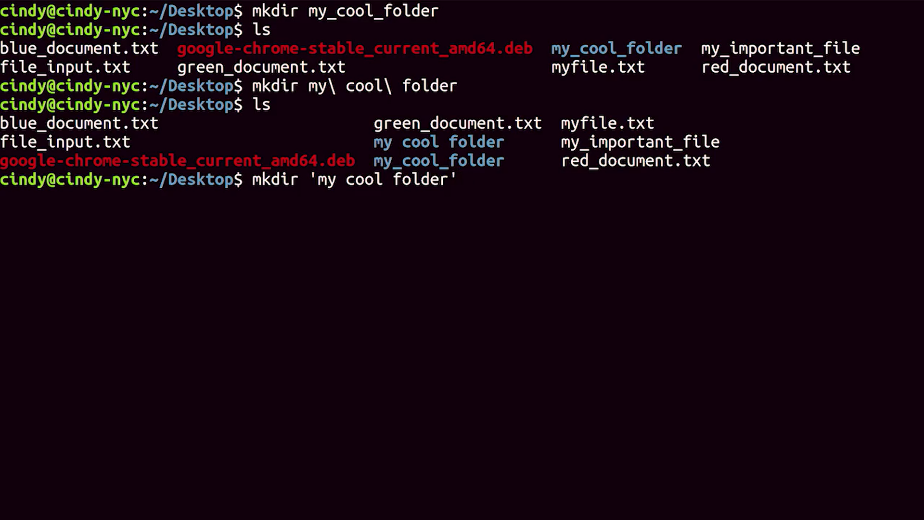 cindy@cindy-nyc:~/Desktop$ mkdir my_cool_folder
cindy@cindy-nyc:~/Desktop$ ls
blue_document.txt  google-chrome-stable_current_amd64.deb  my_cool_folder  my_important_file
file_input.txt     green_document.txt                      myfile.txt      red_document.txt
cindy@cindy-nyc:~/Desktop$ mkdir my\ cool\ folder
cindy@cindy-nyc:~/Desktop$ ls
blue_document.txt                       green_document.txt  myfile.txt
file_input.txt                          my cool folder      my_important_file
google-chrome-stable_current_amd64.deb  my_cool_folder      red_document.txt
cindy@cindy-nyc:~/Desktop$ mkdir 'my cool folder'